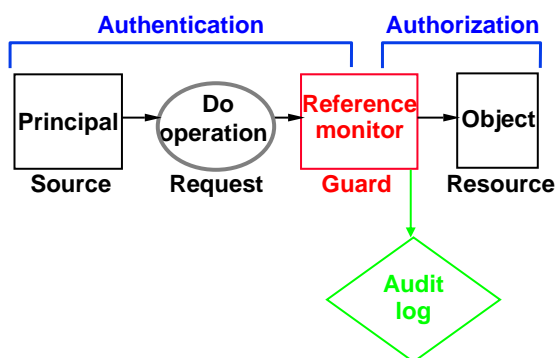 Authentication
Authorization
Principal
Do
operation
Reference
monitor
Object
Source
Request
Guard
Resource
Audit
log